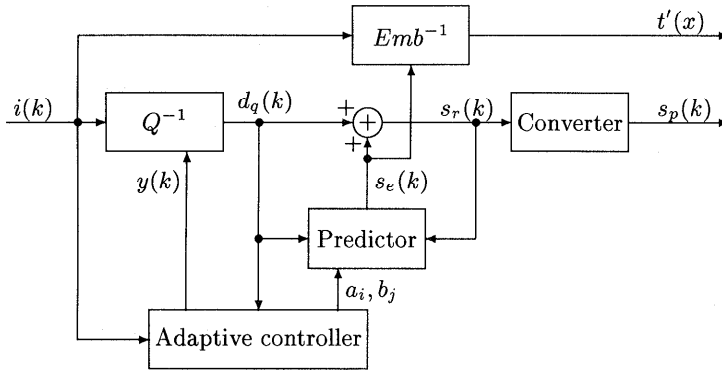 Emb⁻¹
t′(x)
i(k)
Q⁻¹
d_q(k)
+
+
+
s_r(k)
Converter
s_p(k)
y(k)
s_e(k)
Predictor
a_i, b_j
Adaptive controller